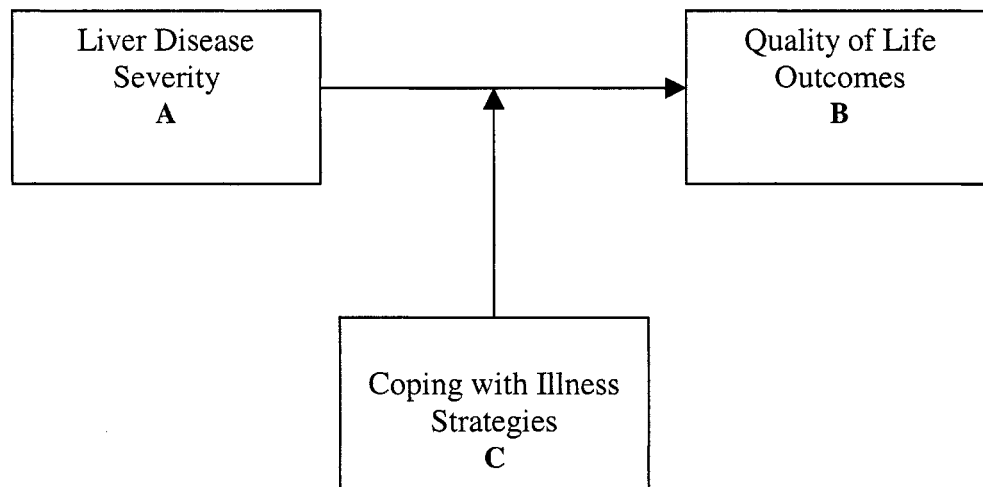 Liver Disease
Severity
A
Quality of Life
Outcomes
B
Coping with Illness
Strategies
C